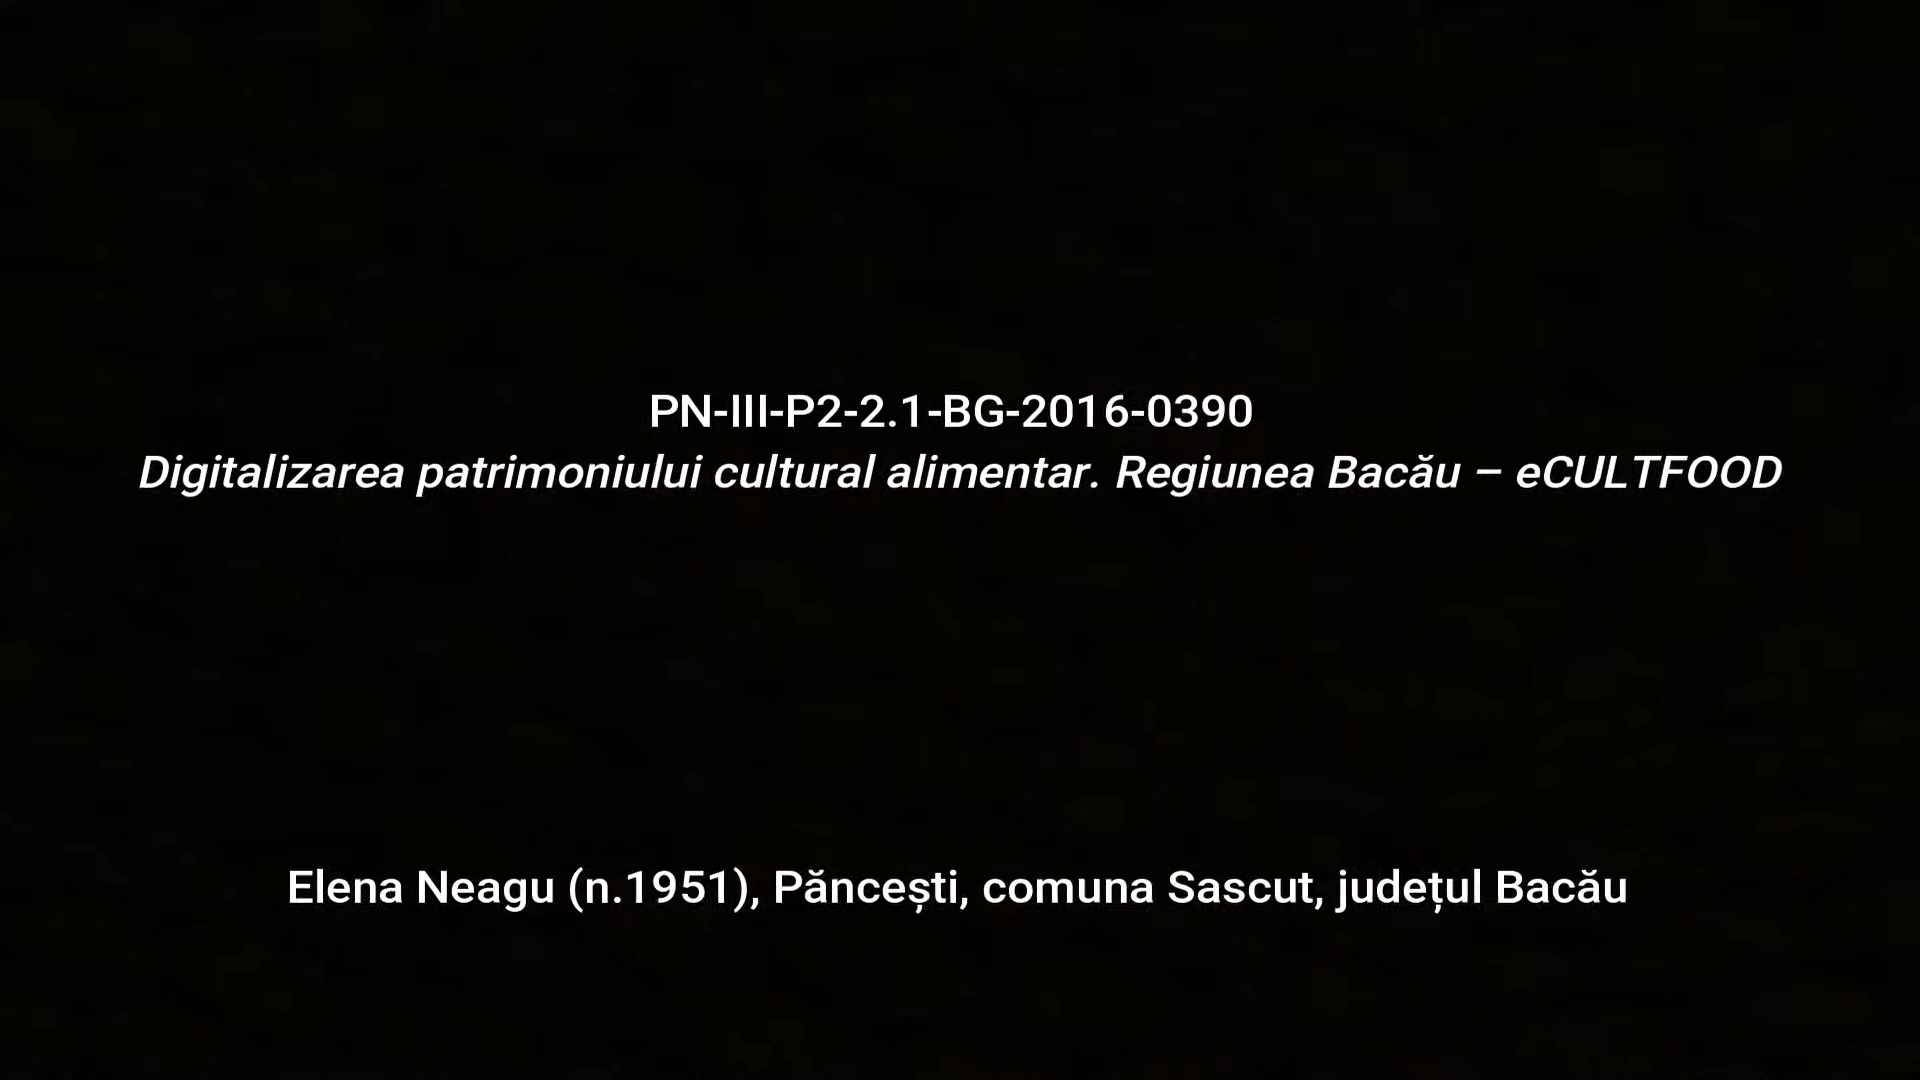 PN-III-P2-2.1-BG-2016-0390
Digitalizarea patrimoniului cultural alimentar. Regiunea Bacău – eCULTFOOD
Elena Neagu (n.1951), Păncești, comuna Sascut, județul Bacău